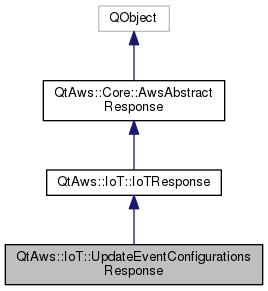 QObject
QtAws::Core::AwsAbstract
Response
QtAws::IoT::IoTResponse
QtAws::IoT::UpdateEventConfigurations
Response